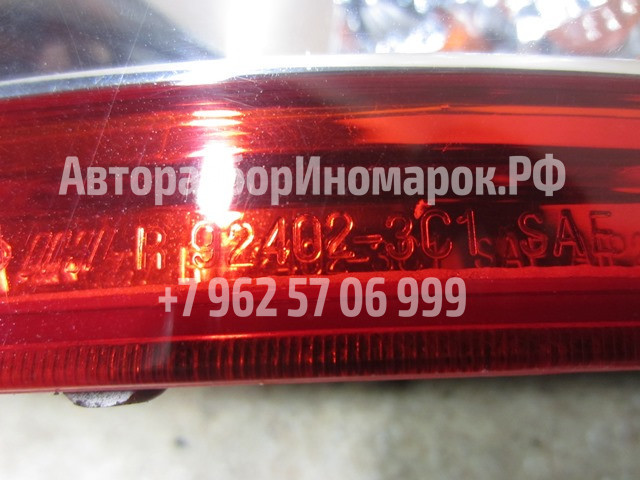 АвторазборИномарок.РФ
R 92402-3C1 SAE
+7 962 57 06 999